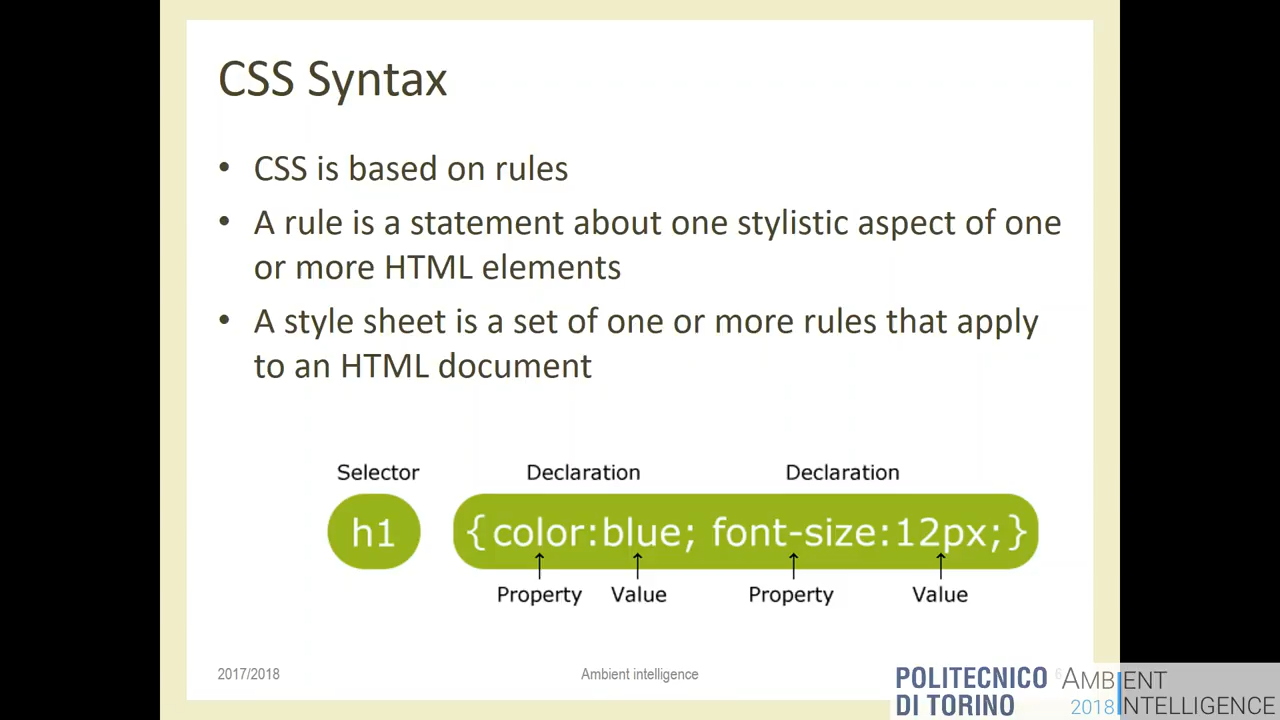 CSS Syntax
• CSS is based on rules
• A rule is a statement about one stylistic aspect of one
or more HTML elements
• A style sheet is a set of one or more rules that apply
to an HTML document
Selector Declaration Declaration
h1 {color:blue; font-size:12px;}
Property Value Property Value
2017/2018 Ambient intelligence 6
POLITECNICO
DI TORINO
AMBIENT
2018 INTELLIGENCE